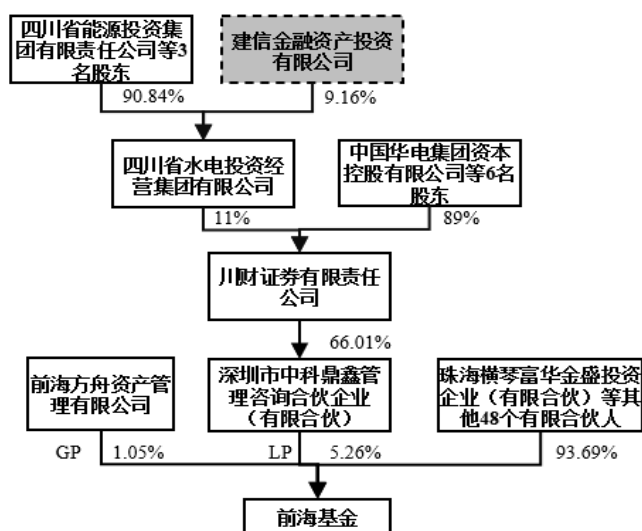 四川省能源投资集
团有限责任公司等3
名股东
建信金融资产投资
有限公司
90.84%
9.16%
四川省水电投资经
营集团有限公司
中国华电集团资本
控股有限公司等6名
股东
11%
89%
川财证券有限责任
公司
66.01%
前海方舟资产管
理有限公司
深圳市中科鼎鑫管
理咨询合伙企业
（有限合伙）
珠海横琴富华金盛投资
企业（有限合伙）等其
他48个有限合伙人
GP
1.05%
LP
5.26%
93.69%
前海基金